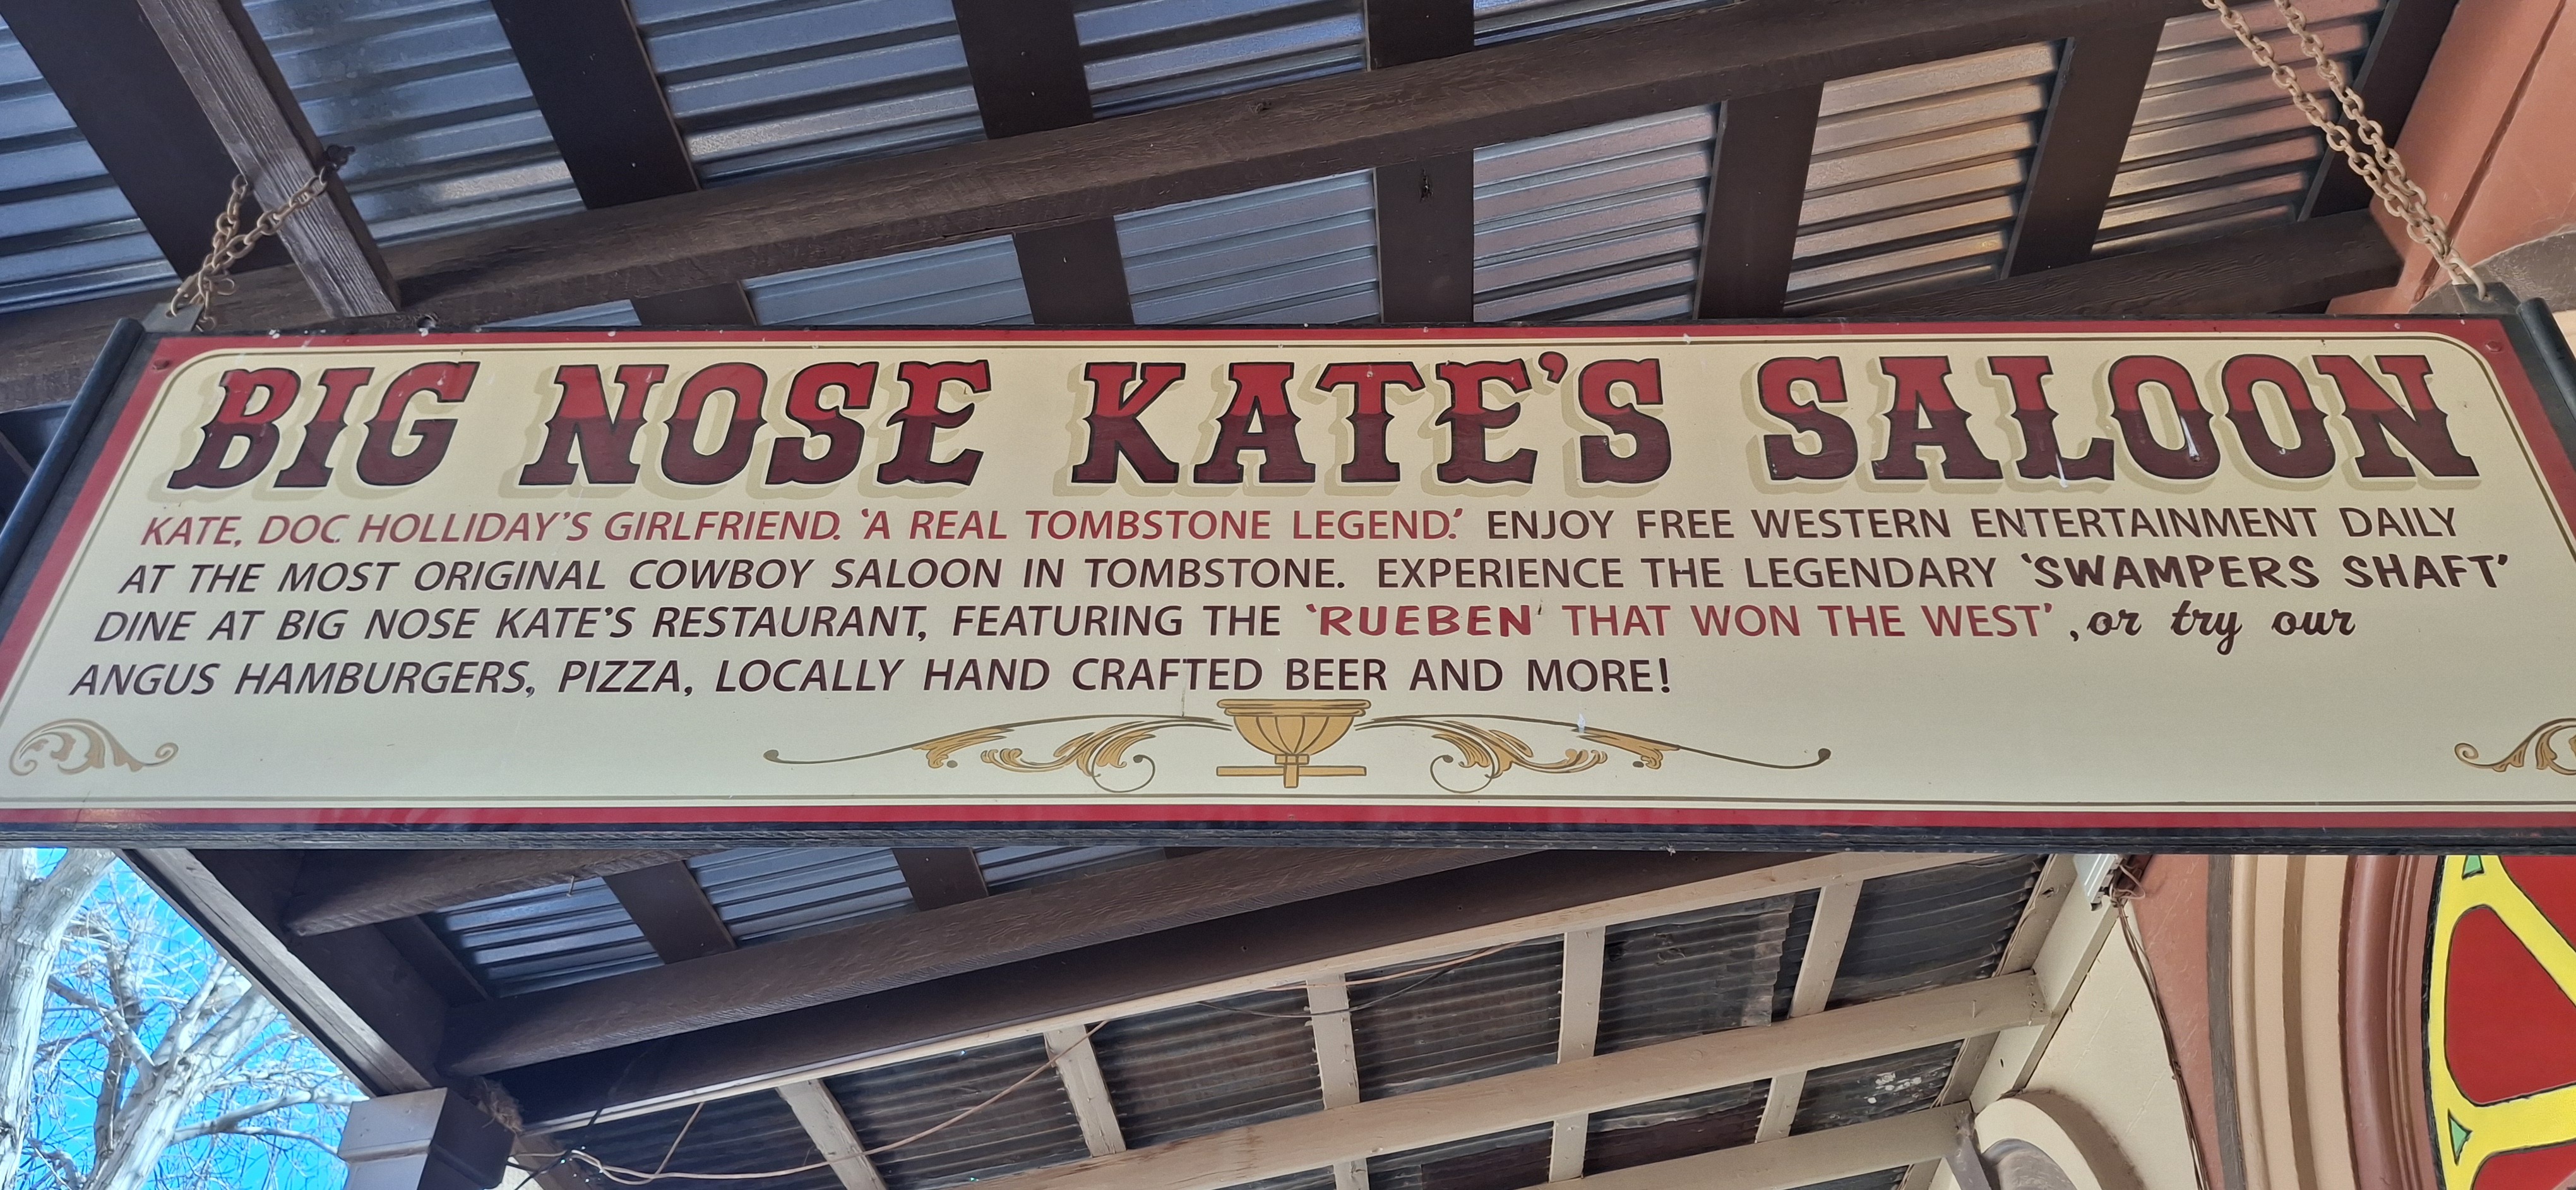 BIG NOSE KATE'S SALOON
KATE, DOC HOLLIDAY'S GIRLFRIEND. 'A REAL TOMBSTONE LEGEND.' ENJOY FREE WESTERN ENTERTAINMENT DAILY
AT THE MOST ORIGINAL COWBOY SALOON IN TOMBSTONE. EXPERIENCE THE LEGENDARY 'SWAMPERS SHAFT'
DINE AT BIG NOSE KATE'S RESTAURANT, FEATURING THE 'RUEBEN' THAT WON THE WEST', or try our
ANGUS HAMBURGERS, PIZZA, LOCALLY HAND CRAFTED BEER AND MORE!